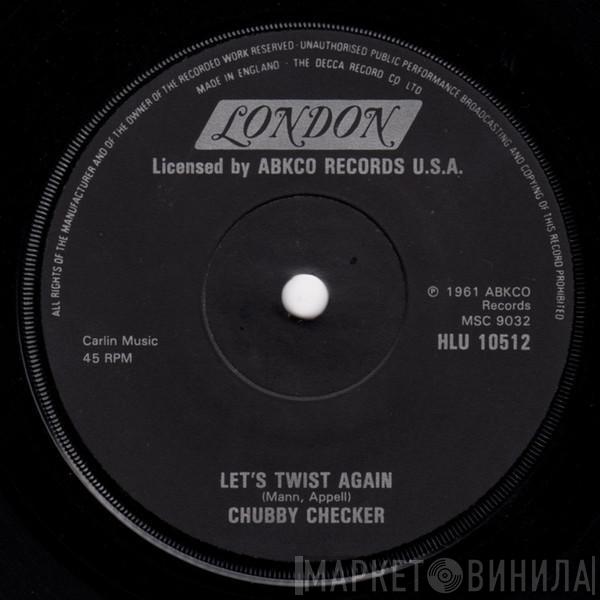 ALL RIGHTS OF THE MANUFACTURER AND OF THE OWNER OF THE RECORDED WORK RESERVED · UNAUTHORISED PUBLIC PERFORMANCE BROADCASTING AND COPYING OF THIS RECORD PROHIBITED
MADE IN ENGLAND · THE DECCA RECORD CO LTD
LONDON
Licensed by ABKCO RECORDS U.S.A.
℗ 1961 ABKCO
Records
MSC 9032
HLU 10512
Carlin Music
45 RPM
LET'S TWIST AGAIN
(Mann, Appell)
CHUBBY CHECKER
МАРКЕТ ВИНИЛА